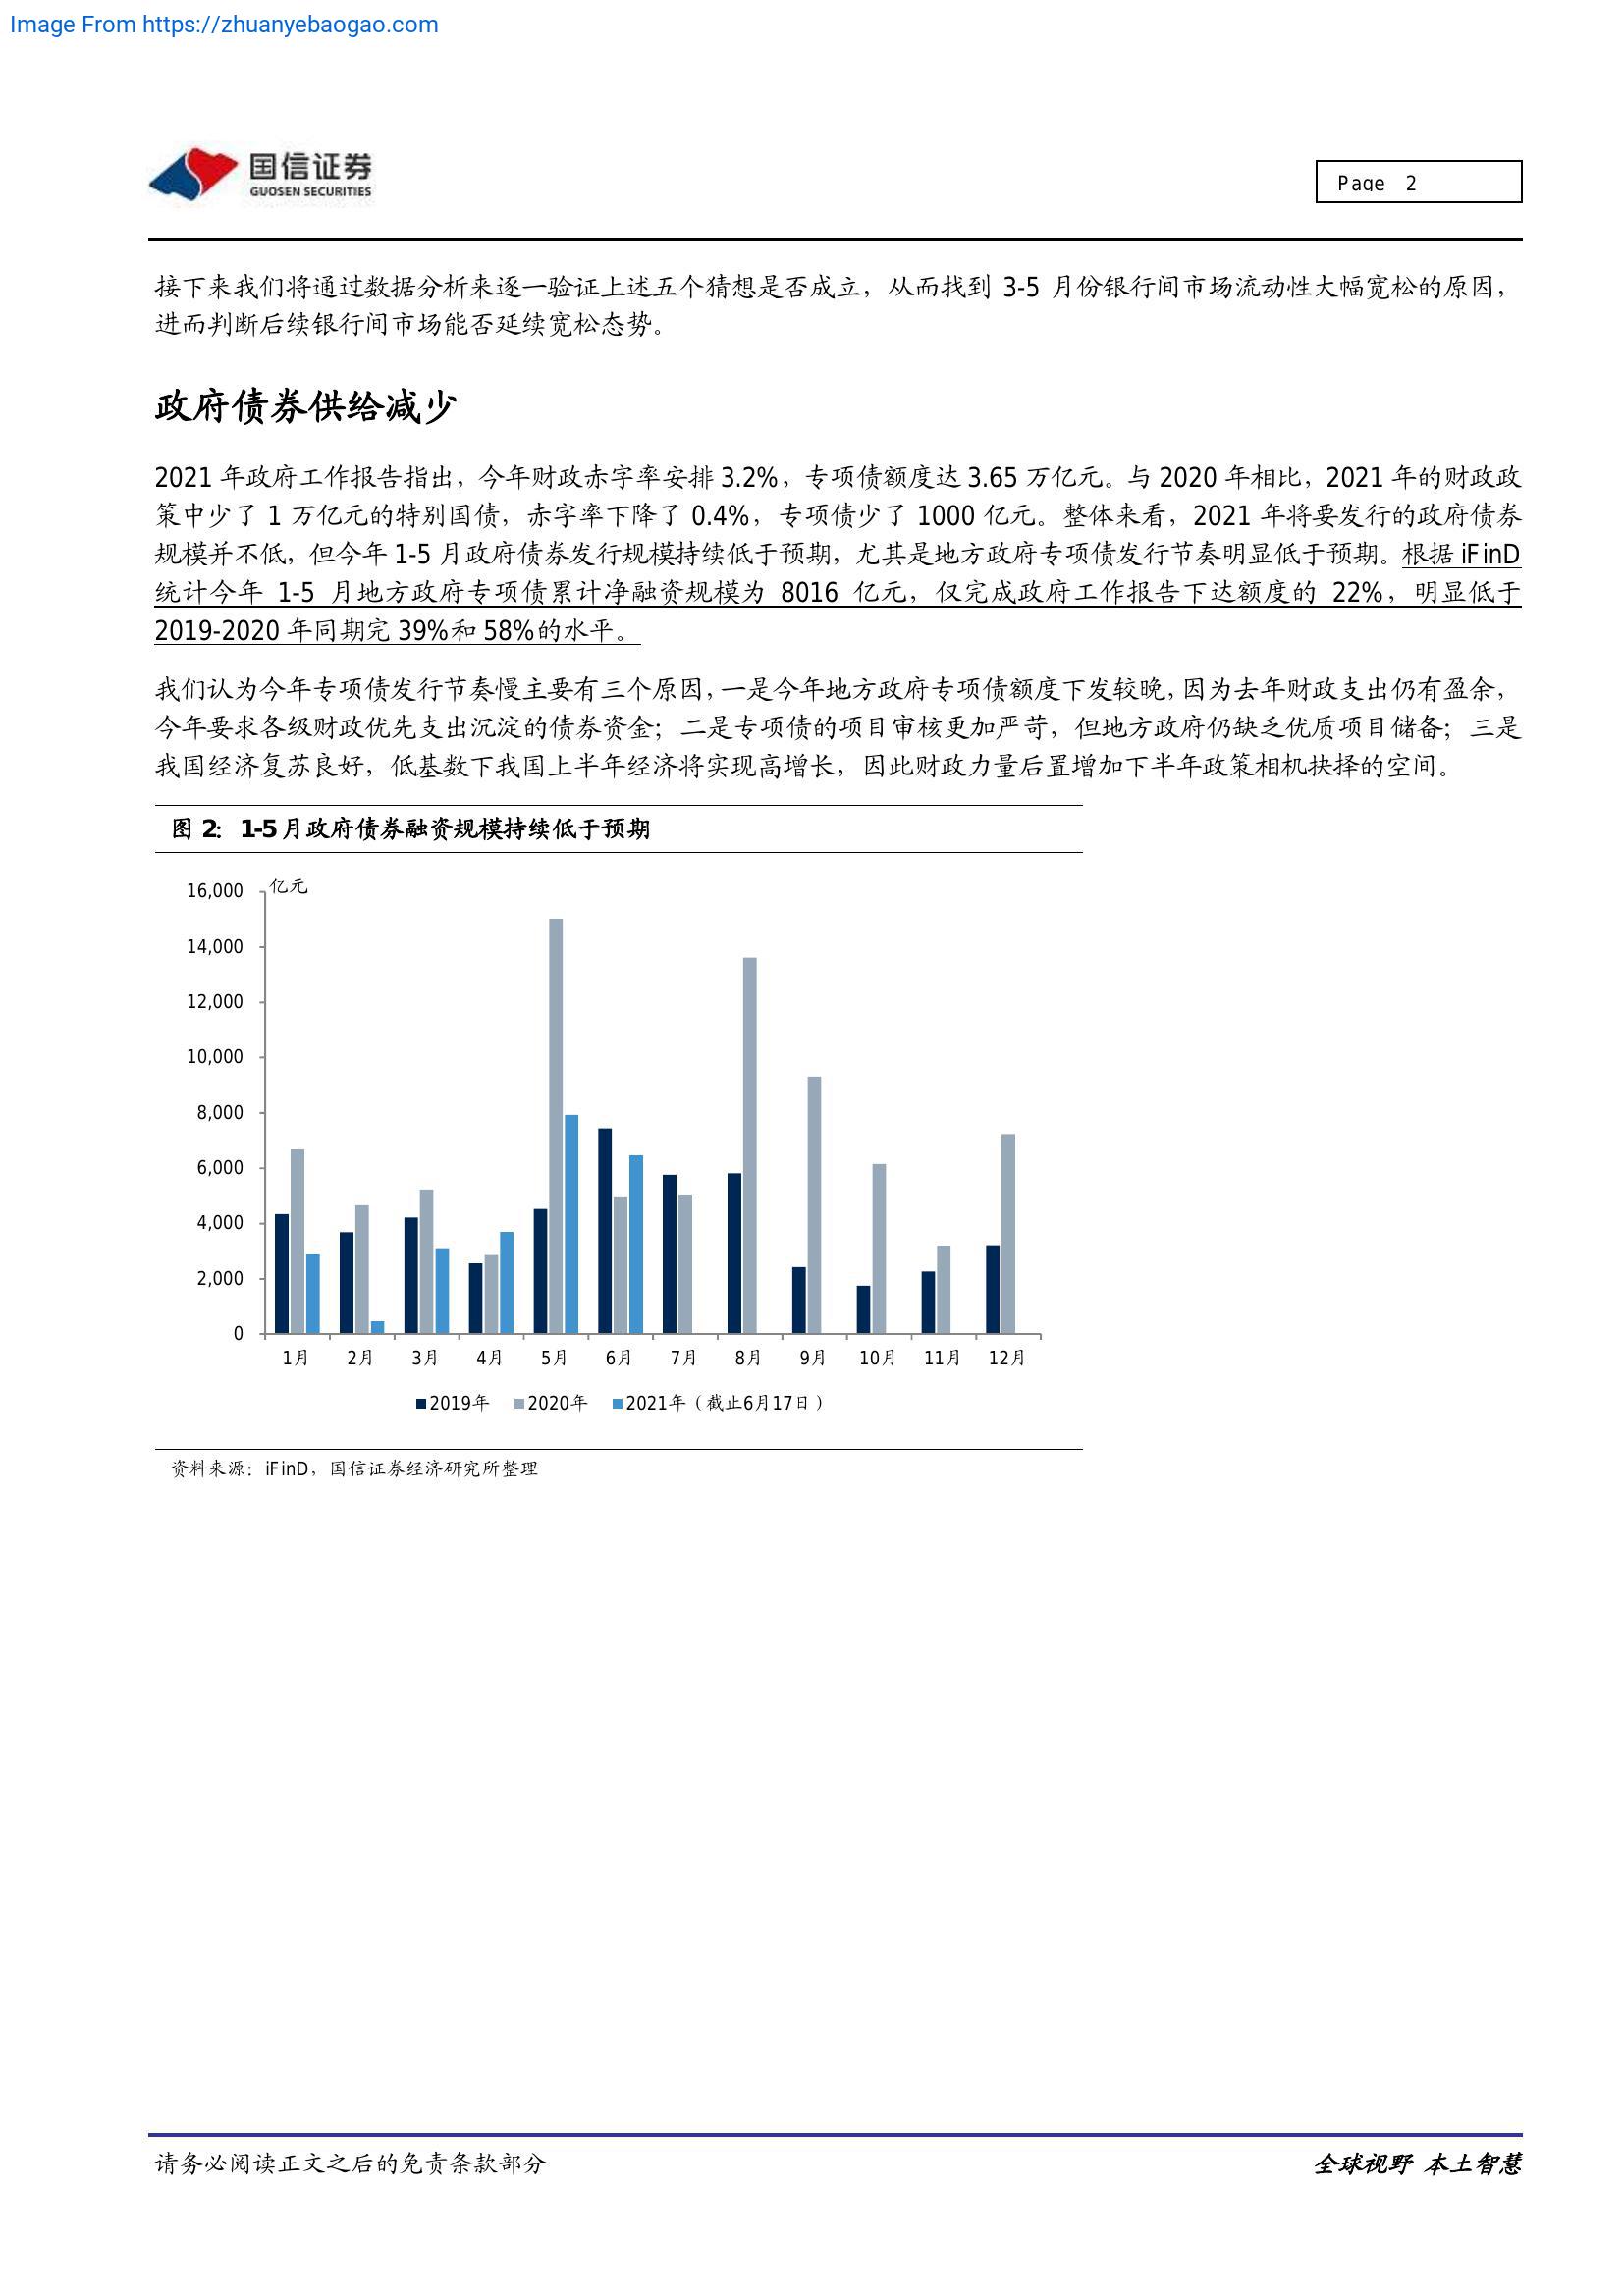 Image From https://zhuanyebaogao.com
国信证券
GUOSEN SECURITIES
Page 2
接下来我们将通过数据分析来逐一验证上述五个猜想是否成立，从而找到 3-5 月份银行间市场流动性大幅宽松的原因，
进而判断后续银行间市场能否延续宽松态势。
政府债券供给减少
2021 年政府工作报告指出，今年财政赤字率安排 3.2%，专项债额度达 3.65 万亿元。与 2020 年相比，2021 年的财政政
策中少了 1 万亿元的特别国债，赤字率下降了 0.4%，专项债少了 1000 亿元。整体来看，2021 年将要发行的政府债券
规模并不低，但今年 1-5 月政府债券发行规模持续低于预期，尤其是地方政府专项债发行节奏明显低于预期。根据 iFinD
统计今年 1-5 月地方政府专项债累计净融资规模为 8016 亿元，仅完成政府工作报告下达额度的 22%，明显低于
2019-2020 年同期完 39%和 58%的水平。
我们认为今年专项债发行节奏慢主要有三个原因，一是今年地方政府专项债额度下发较晚，因为去年财政支出仍有盈余，
今年要求各级财政优先支出沉淀的债券资金；二是专项债的项目审核更加严苛，但地方政府仍缺乏优质项目储备；三是
我国经济复苏良好，低基数下我国上半年经济将实现高增长，因此财政力量后置增加下半年政策相机抉择的空间。
图 2：1-5 月政府债券融资规模持续低于预期
亿元
16,000
14,000
12,000
10,000
8,000
6,000
4,000
2,000
0
1月 2月 3月 4月 5月 6月 7月 8月 9月 10月 11月 12月
2019年 2020年 2021年（截止6月17日）
资料来源：iFinD，国信证券经济研究所整理
请务必阅读正文之后的免责条款部分
全球视野 本土智慧